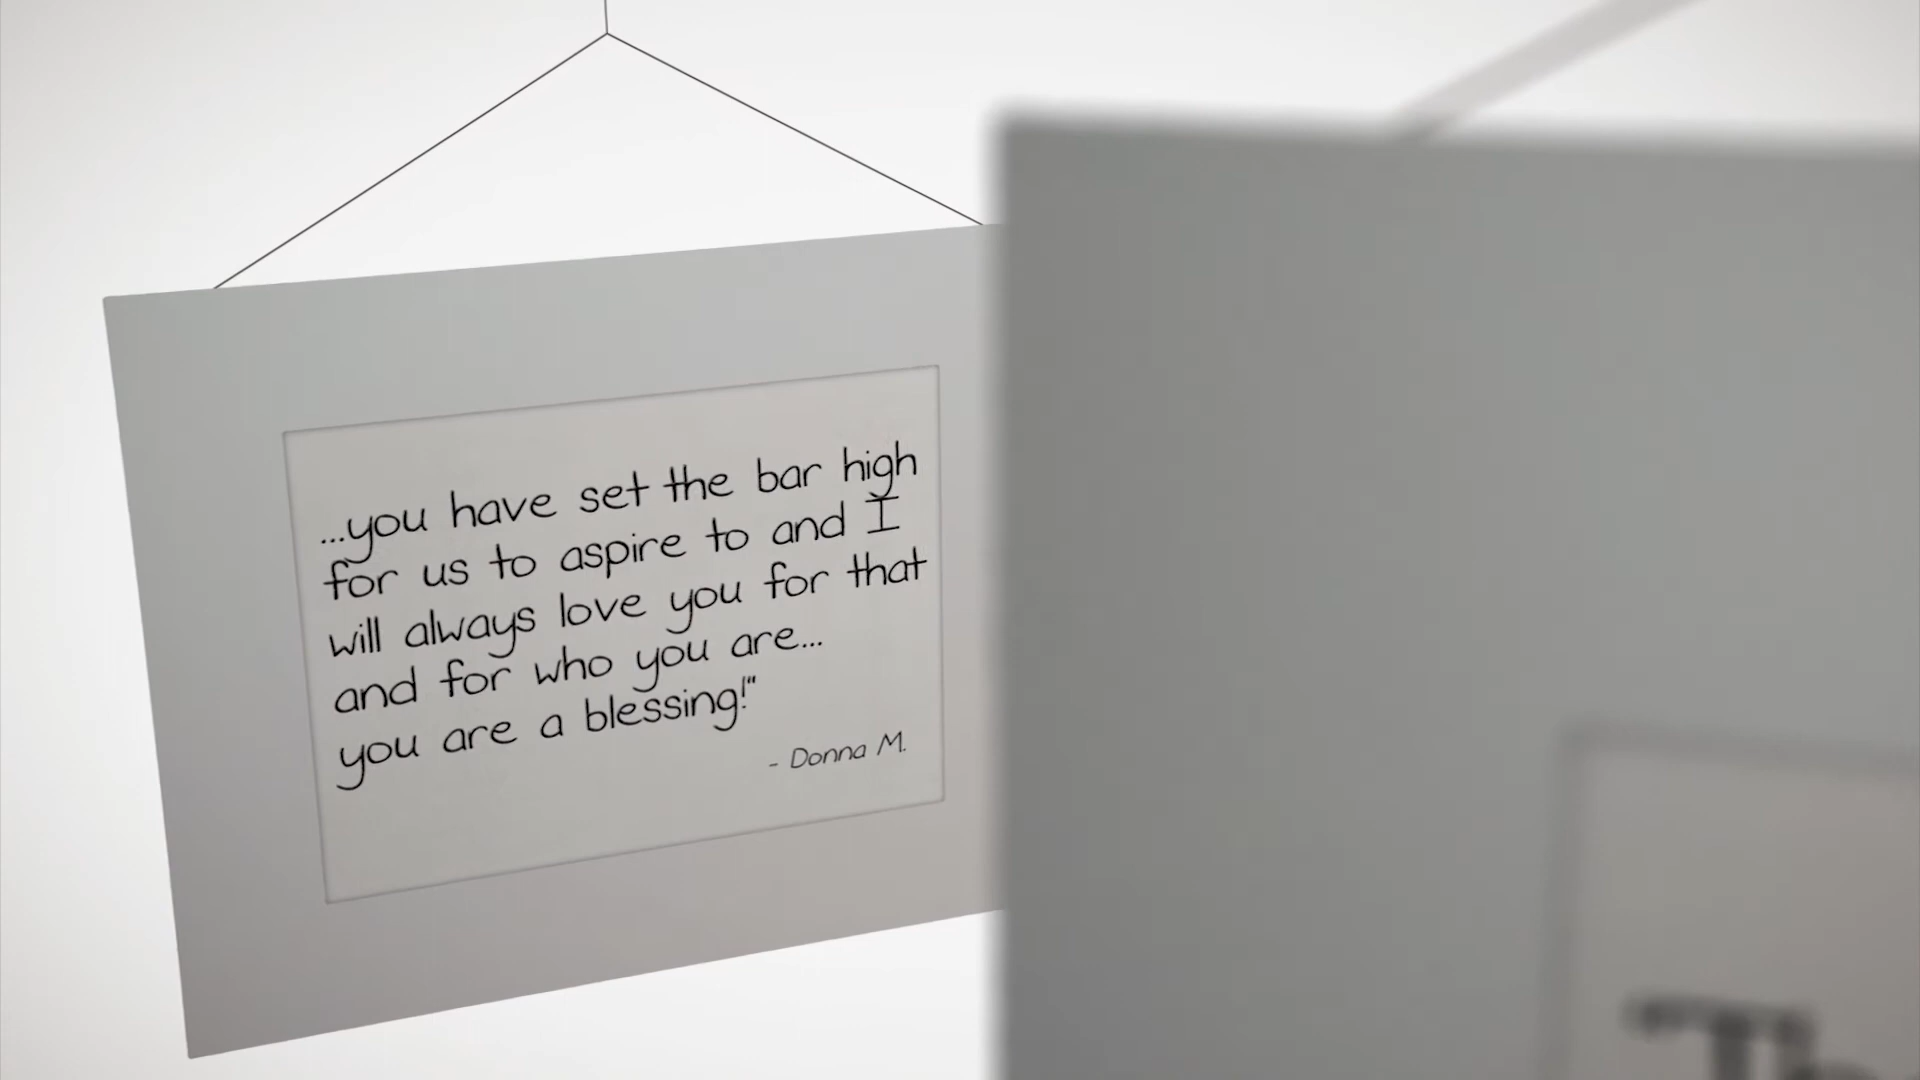 ...you have set the bar high
for us to aspire to and I
will always love you for that
and for who you are...
you are a blessing!"
- Donna M.